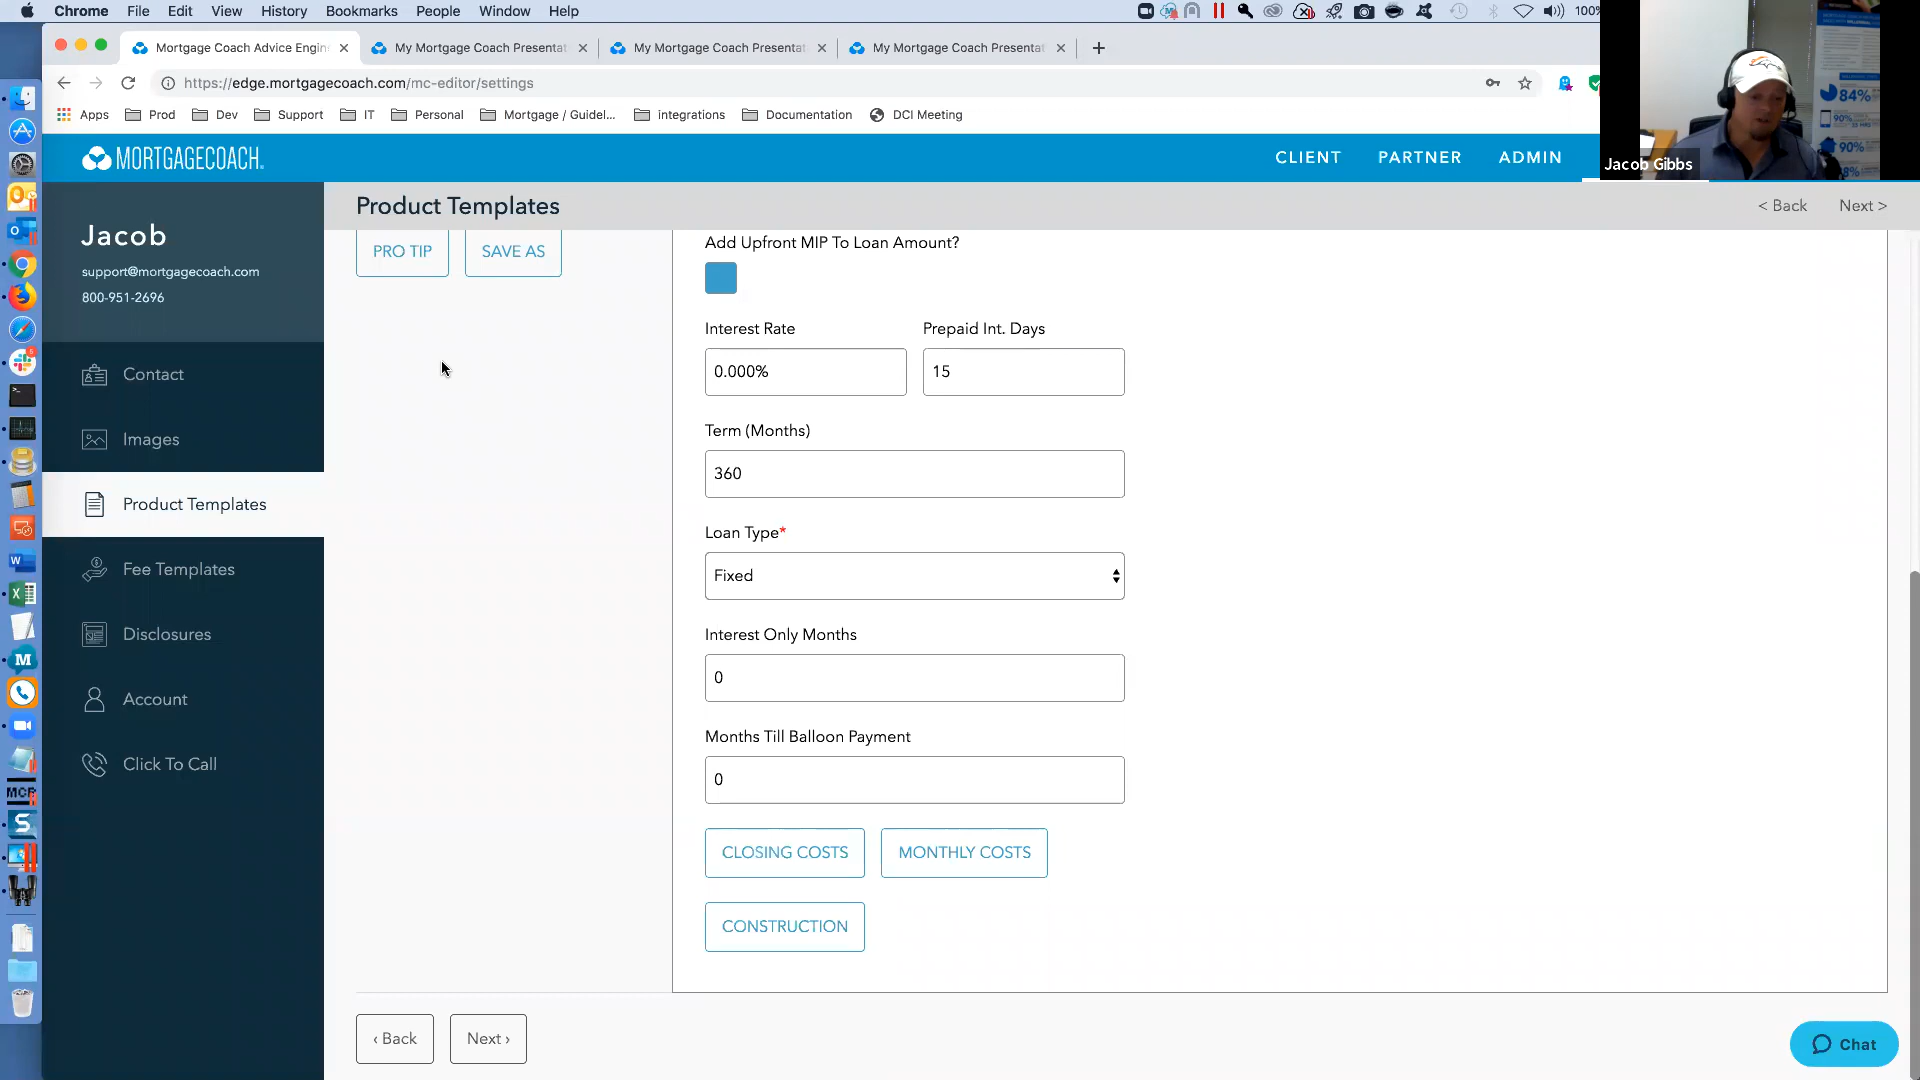 Chrome File Edit View History Bookmarks People Window Help 100%
Mortgage Coach Advice Engin
My Mortgage Coach Presentat
My Mortgage Coach Presentat
My Mortgage Coach Presentat
https://edge.mortgagecoach.com/mc-editor/settings
Apps Prod Dev Support IT Personal Mortgage / Guidel... integrations Documentation DCI Meeting
MORTGAGECOACH
CLIENT PARTNER ADMIN
84%
90%
90%
Jacob Gibbs
Jacob
support@mortgagecoach.com
800-951-2696
Contact
Images
Product Templates
Fee Templates
Disclosures
Account
Click To Call
Product Templates
< Back Next >
PRO TIP SAVE AS
Add Upfront MIP To Loan Amount?
Interest Rate Prepaid Int. Days
0.000% 15
Term (Months)
360
Loan Type*
Fixed
Interest Only Months
0
Months Till Balloon Payment
0
CLOSING COSTS MONTHLY COSTS
CONSTRUCTION
‹ Back Next ›
Chat